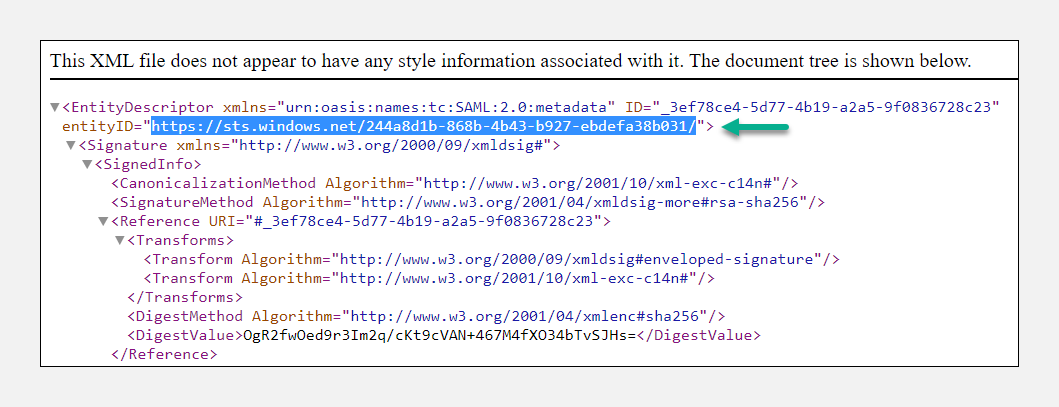 This XML file does not appear to have any style information associated with it. The document tree is shown below.
▼<EntityDescriptor xmlns="urn:oasis:names:tc:SAML:2.0:metadata" ID="_3ef78ce4-5d77-4b19-a2a5-9f0836728c23"
entityID="https://sts.windows.net/244a8d1b-868b-4b43-b927-ebdefa38b031/">
▼<Signature xmlns="http://www.w3.org/2000/09/xmldsig#">
▼<SignedInfo>
<CanonicalizationMethod Algorithm="http://www.w3.org/2001/10/xml-exc-c14n#"/>
<SignatureMethod Algorithm="http://www.w3.org/2001/04/xmldsig-more#rsa-sha256"/>
▼<Reference URI="#_3ef78ce4-5d77-4b19-a2a5-9f0836728c23">
▼<Transforms>
<Transform Algorithm="http://www.w3.org/2000/09/xmldsig#enveloped-signature"/>
<Transform Algorithm="http://www.w3.org/2001/10/xml-exc-c14n#"/>
</Transforms>
<DigestMethod Algorithm="http://www.w3.org/2001/04/xmlenc#sha256"/>
<DigestValue>OgR2fwOed9r3Im2q/cKt9cVAN+467M4fXO34bTvSJHs=</DigestValue>
</Reference>